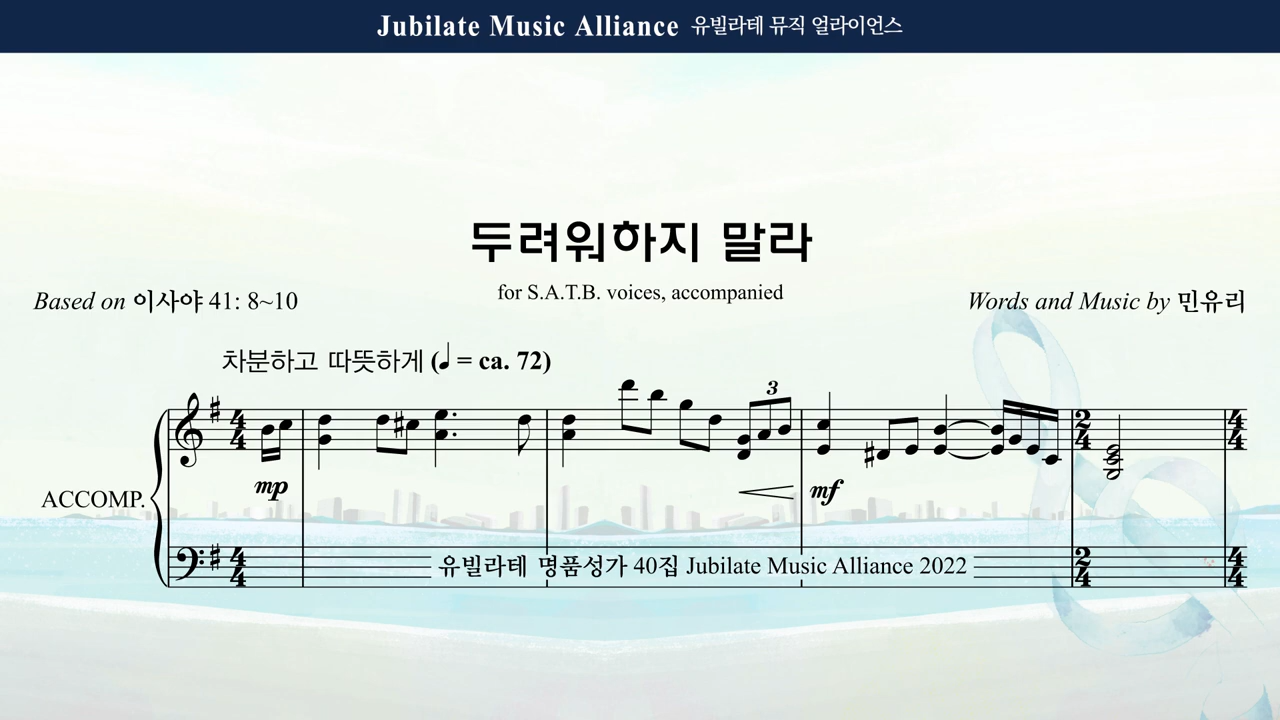 Jubilate Music Alliance 유빌라테 뮤직 얼라이언스
두려워하지 말라
for S.A.T.B. voices, accompanied
Based on 이사야 41: 8~10
Words and Music by 민유리
차분하고 따뜻하게 (♩ = ca. 72)
3
mp
mf
ACCOMP.
유빌라테 명품성가 40집 Jubilate Music Alliance 2022